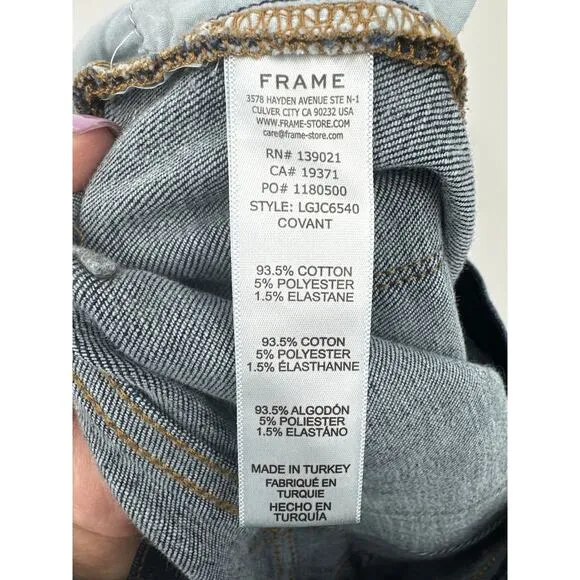 FRAME
3578 HAYDEN AVENUE STE N-1
CULVER CITY CA 90232 USA
WWW.FRAME-STORE.COM
care@frame-store.com
RN# 139021
CA# 19371
PO# 1180500
STYLE: LGJC6540
COVANT
93.5% COTTON
5% POLYESTER
1.5% ELASTANE
93.5% COTON
5% POLYESTER
1.5% ÉLASTHANNE
93.5% ALGODÓN
5% POLIESTER
1.5% ELASTÁNO
MADE IN TURKEY
FABRIQUÉ EN
TURQUIE
HECHO EN
TURQUÍA